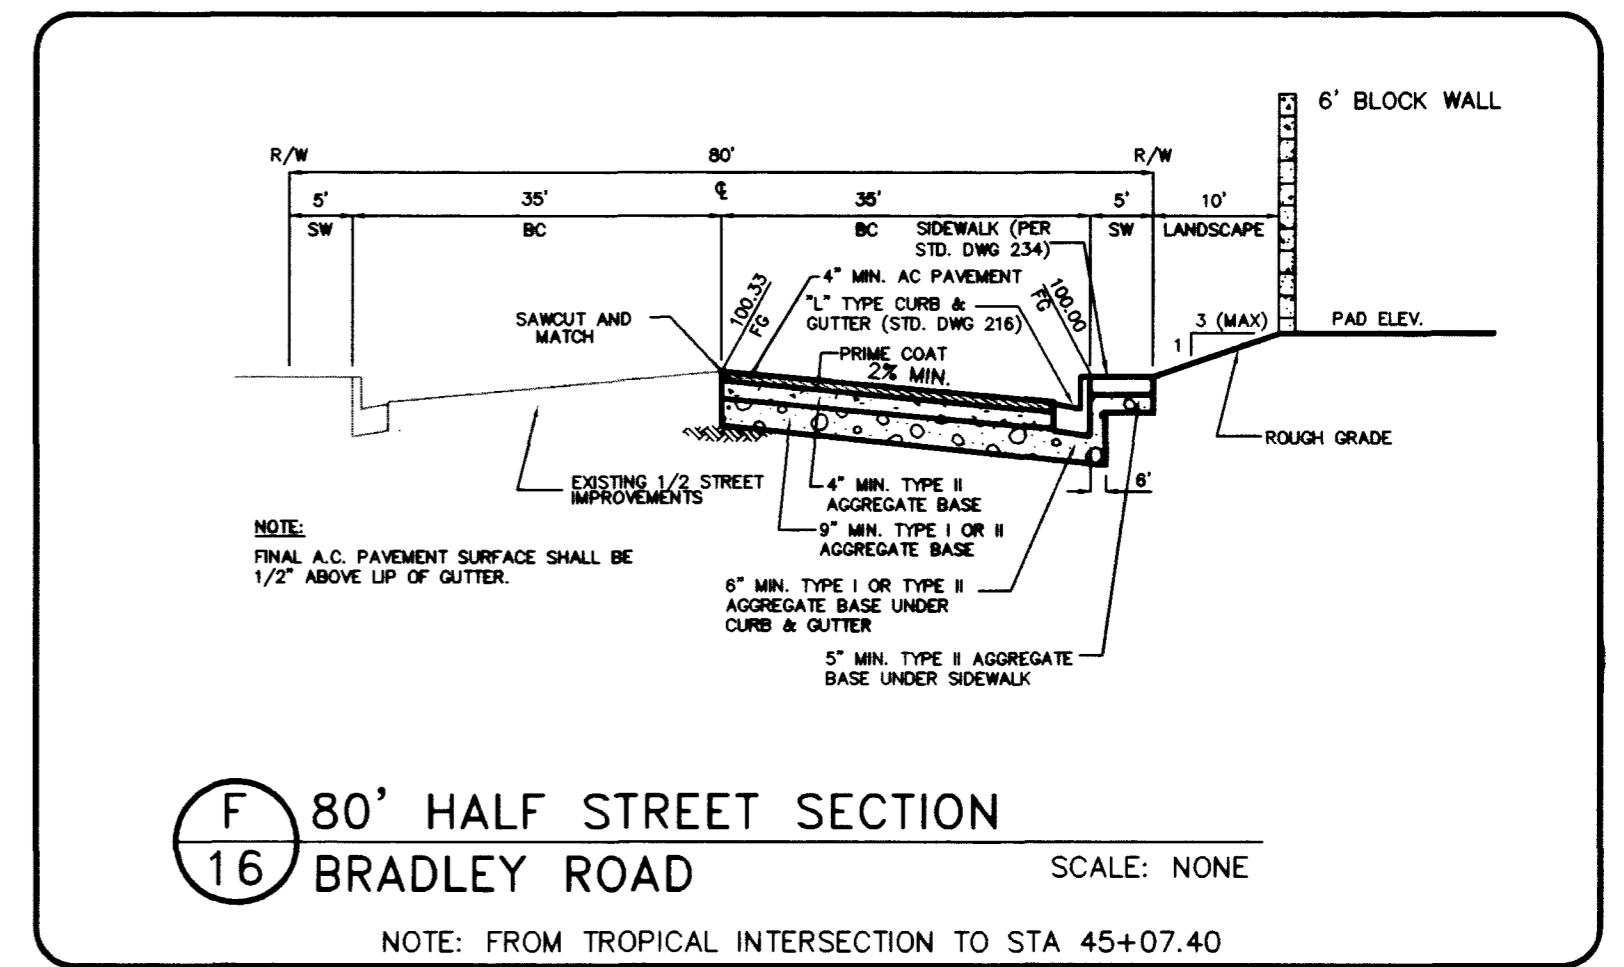 6' BLOCK WALL
R/W
80'
R/W
5'
35'
℄
35'
5'
10'
SW
BC
BC
SW
LANDSCAPE
SIDEWALK (PER
STD. DWG 234)
4" MIN. AC PAVEMENT
"L" TYPE CURB &
GUTTER (STD. DWG 216)
100.33
FG
100.00
FG
SAWCUT AND
MATCH
3 (MAX)
1
PAD ELEV.
PRIME COAT
2% MIN.
ROUGH GRADE
EXISTING 1/2 STREET
IMPROVEMENTS
4" MIN. TYPE II
AGGREGATE BASE
6'
9" MIN. TYPE I OR II
AGGREGATE BASE
NOTE:
FINAL A.C. PAVEMENT SURFACE SHALL BE
1/2" ABOVE LIP OF GUTTER.
6" MIN. TYPE I OR TYPE II
AGGREGATE BASE UNDER
CURB & GUTTER
5" MIN. TYPE II AGGREGATE
BASE UNDER SIDEWALK
F
16
80' HALF STREET SECTION
BRADLEY ROAD
SCALE: NONE
NOTE: FROM TROPICAL INTERSECTION TO STA 45+07.40